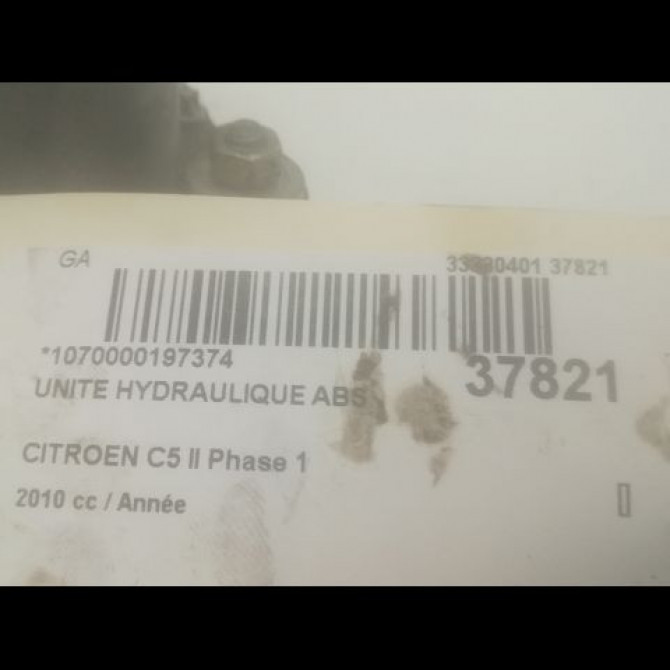 GA
37821
*1070000197374
37821
UNITE HYDRAULIQUE ABS
CITROEN C5 II Phase 1
2010 cc / Année